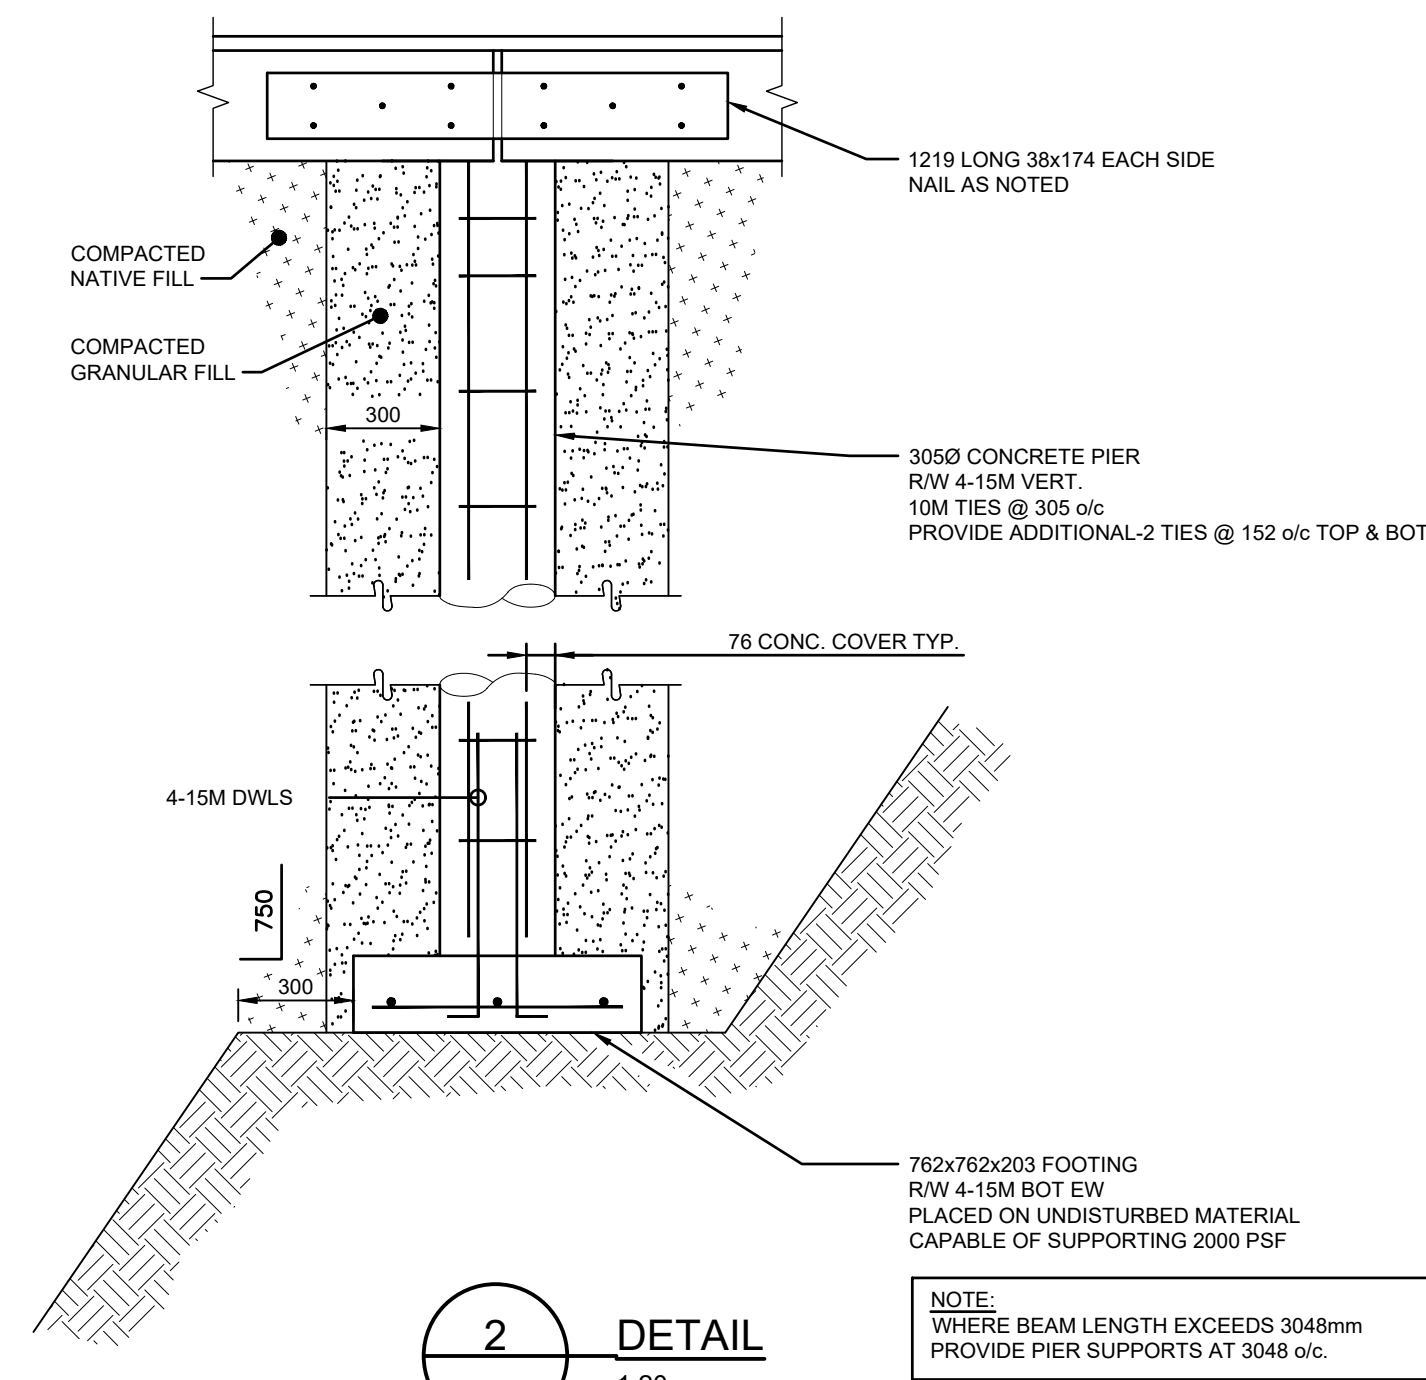 1219 LONG 38x174 EACH SIDE
NAIL AS NOTED
COMPACTED
NATIVE FILL
COMPACTED
GRANULAR FILL
300
305Ø CONCRETE PIER
R/W 4-15M VERT.
10M TIES @ 305 o/c
PROVIDE ADDITIONAL-2 TIES @ 152 o/c TOP & BOT
76 CONC. COVER TYP.
4-15M DWLS
750
300
762x762x203 FOOTING
R/W 4-15M BOT EW
PLACED ON UNDISTURBED MATERIAL
CAPABLE OF SUPPORTING 2000 PSF
2
DETAIL
NOTE:
WHERE BEAM LENGTH EXCEEDS 3048mm
PROVIDE PIER SUPPORTS AT 3048 o/c.